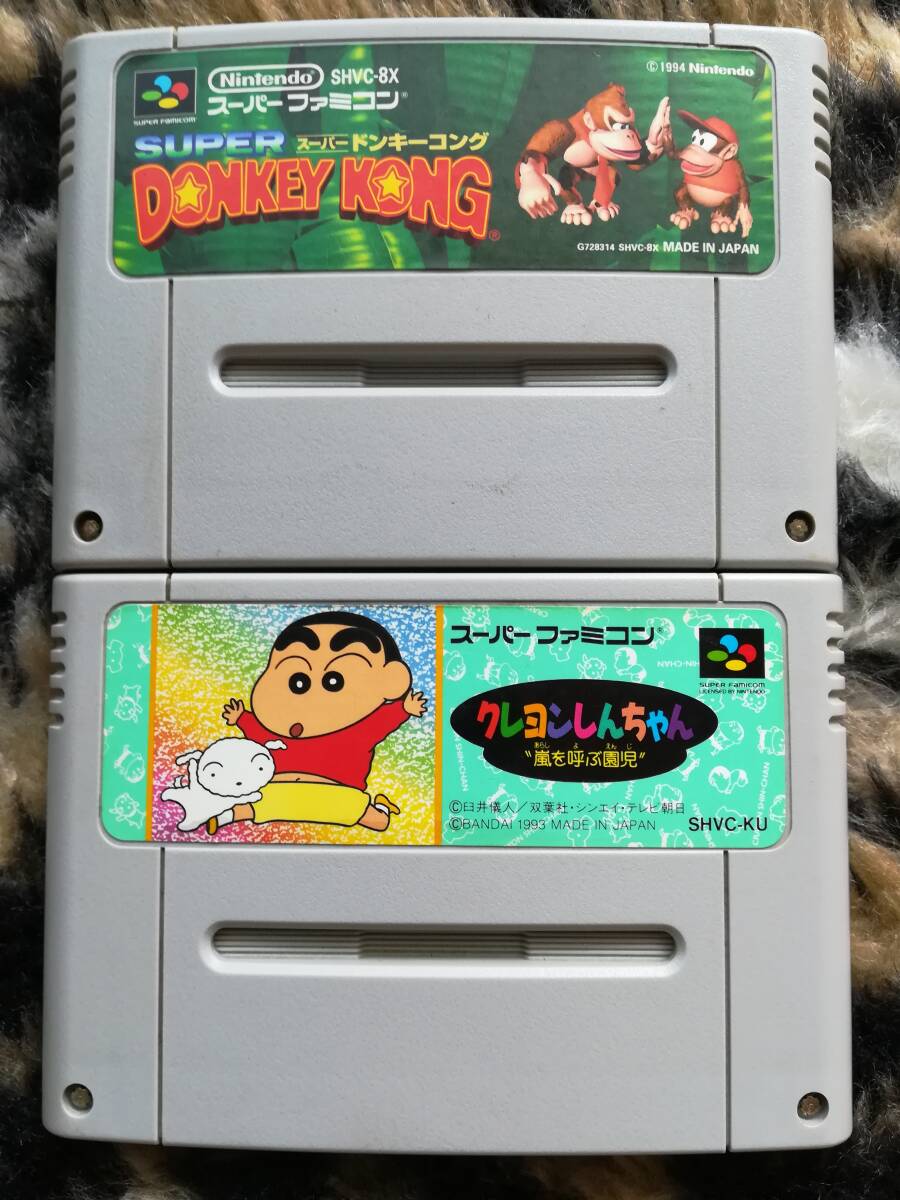 SUPER FAMICOM
Nintendo SHVC-8X
スーパーファミコン®
© 1994 Nintendo
SUPER スーパードンキーコング
DONKEY KONG®
G728314 SHVC-8X MADE IN JAPAN
スーパーファミコン®
SUPER FAMICOM
LICENSED BY NINTENDO
クレヨンしんちゃん
あらし よ えんじ
"嵐を呼ぶ園児"
©臼井儀人/双葉社・シンエイ・テレビ朝日
©BANDAI 1993 MADE IN JAPAN SHVC-KU
SHIN-CHAN
SHIN-CHAN